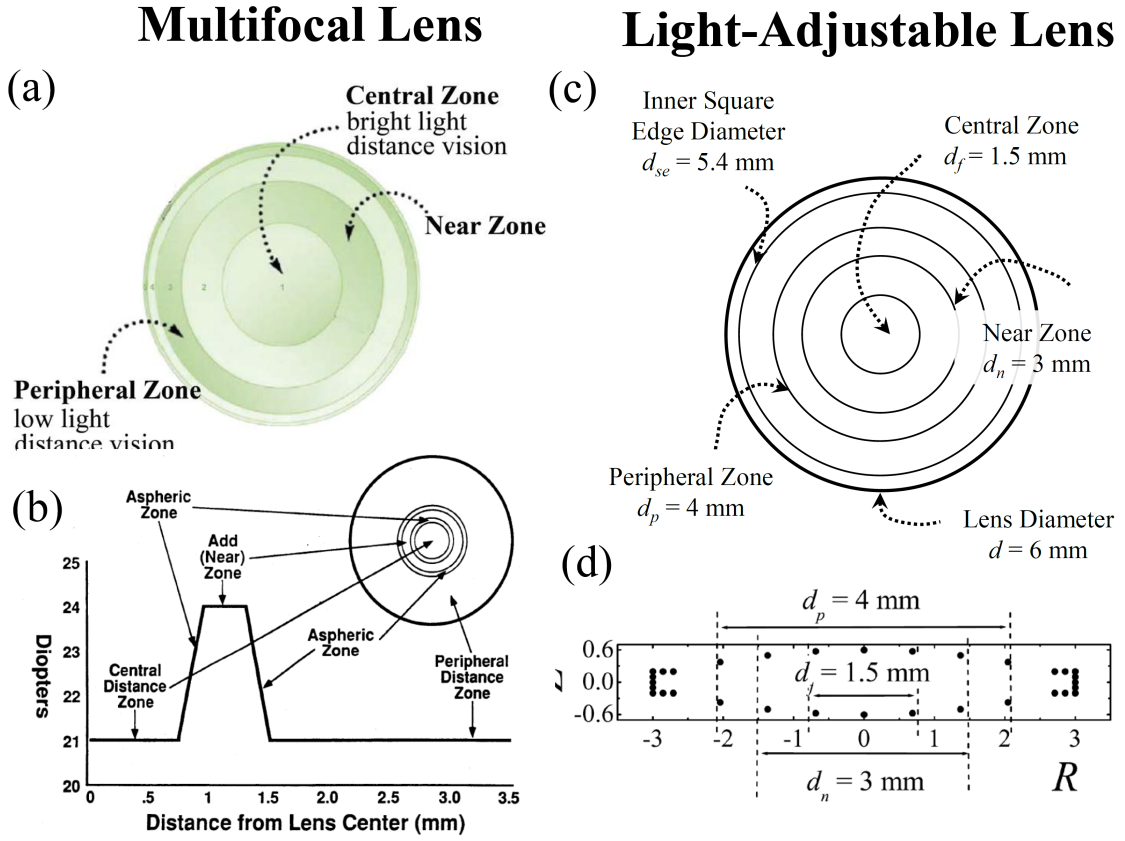 Multifocal Lens
Light-Adjustable Lens
(a)
Central Zone
bright light
distance vision
Near Zone
1
2
3
4
5
Peripheral Zone
low light
distance vision
(c)
Inner Square
Edge Diameter
d_se = 5.4 mm
Central Zone
d_f = 1.5 mm
Near Zone
d_n = 3 mm
Peripheral Zone
d_p = 4 mm
Lens Diameter
d = 6 mm
(b)
Aspheric
Zone
Add
(Near)
Zone
Central
Distance
Zone
Aspheric
Zone
Peripheral
Distance
Zone
Diopters
25
24
23
22
21
20
0 .5 1 1.5 2.0 2.5 3.0 3.5
Distance from Lens Center (mm)
(d)
d_p = 4 mm
0.6
0.0
-0.6
Z
d_f = 1.5 mm
-3 -2 -1 0 1 2 3
d_n = 3 mm
R